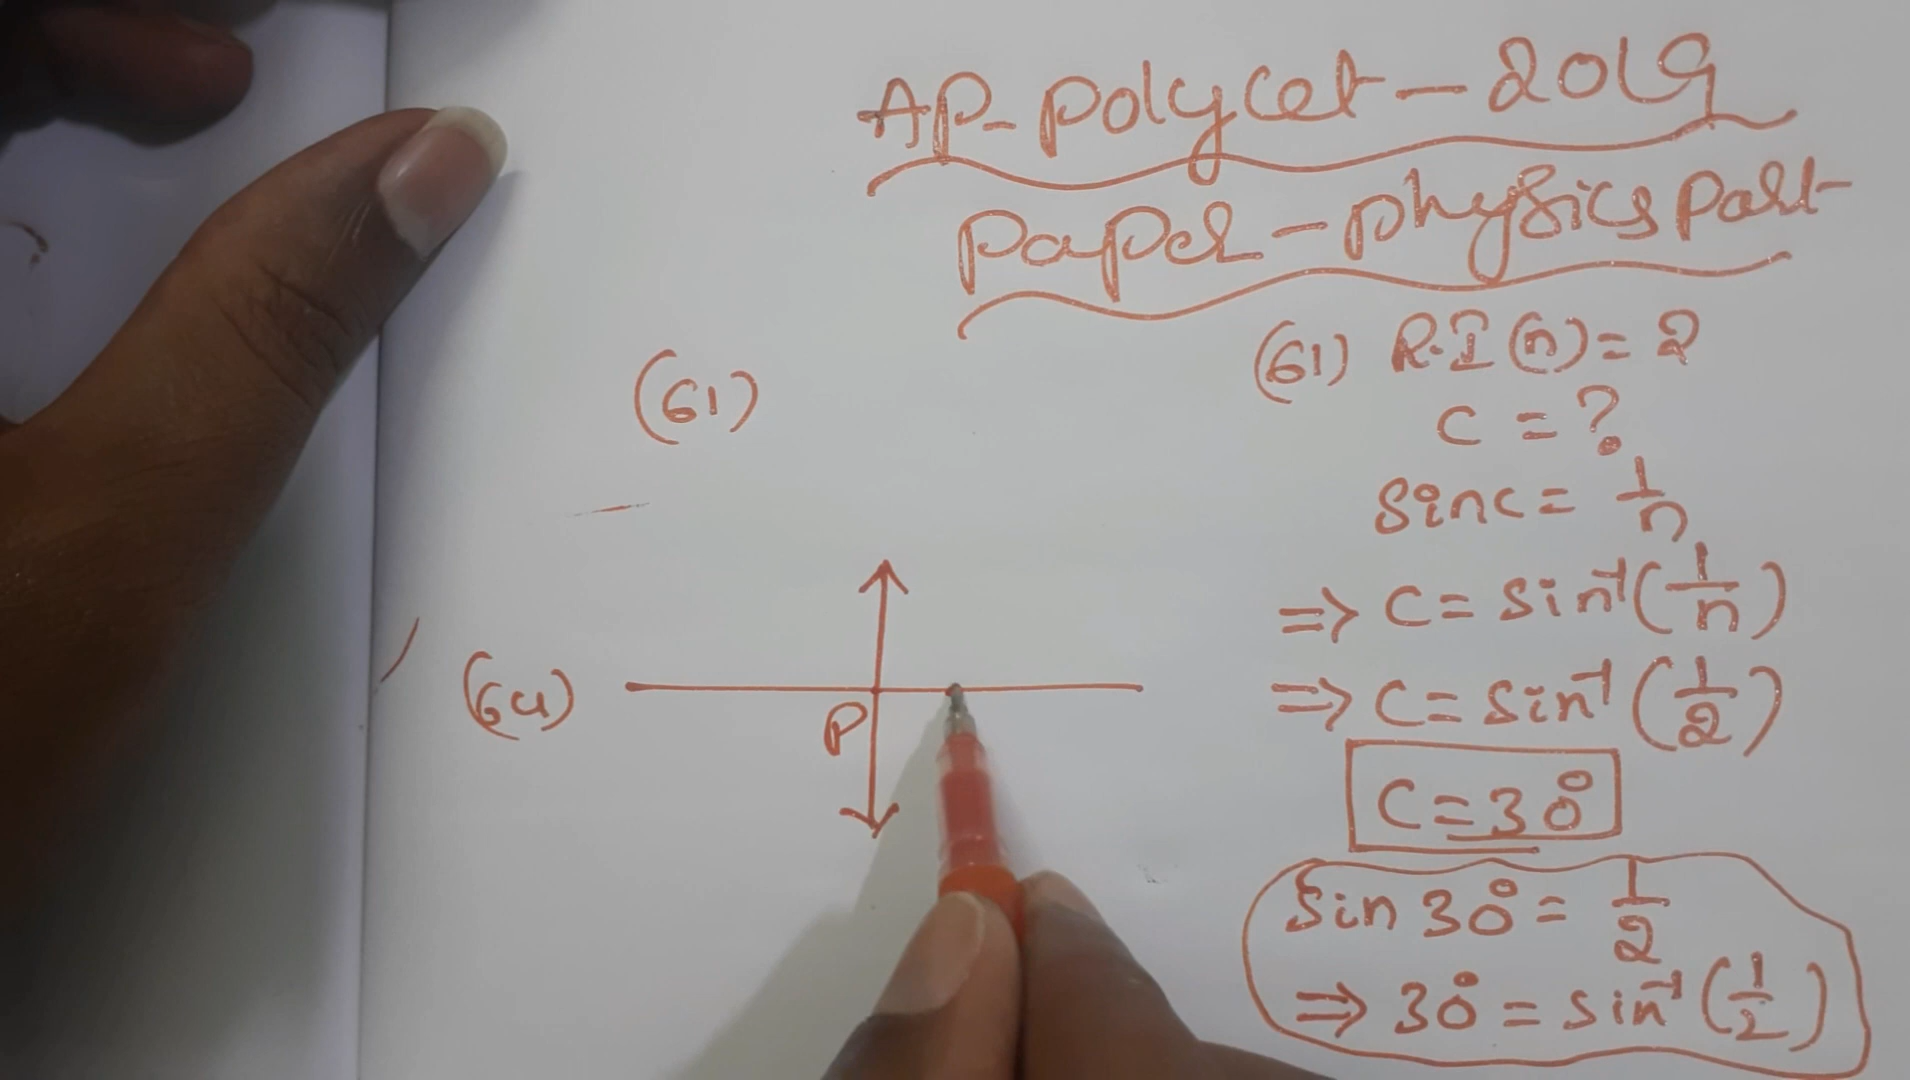 AP-polycet-2019
paper-physics part-
(61)
(61) R.I(n)=2
C = ?
Sinc= 1/n
=> C= sin⁻¹(1/n)
=> C= sin⁻¹(1/2)
C=30°
Sin 30°= 1/2
=> 30°= sin⁻¹(1/2)
(64)
P